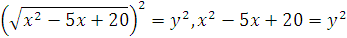 (√(x² − 5x + 20))² = y², x² − 5x + 20 = y²